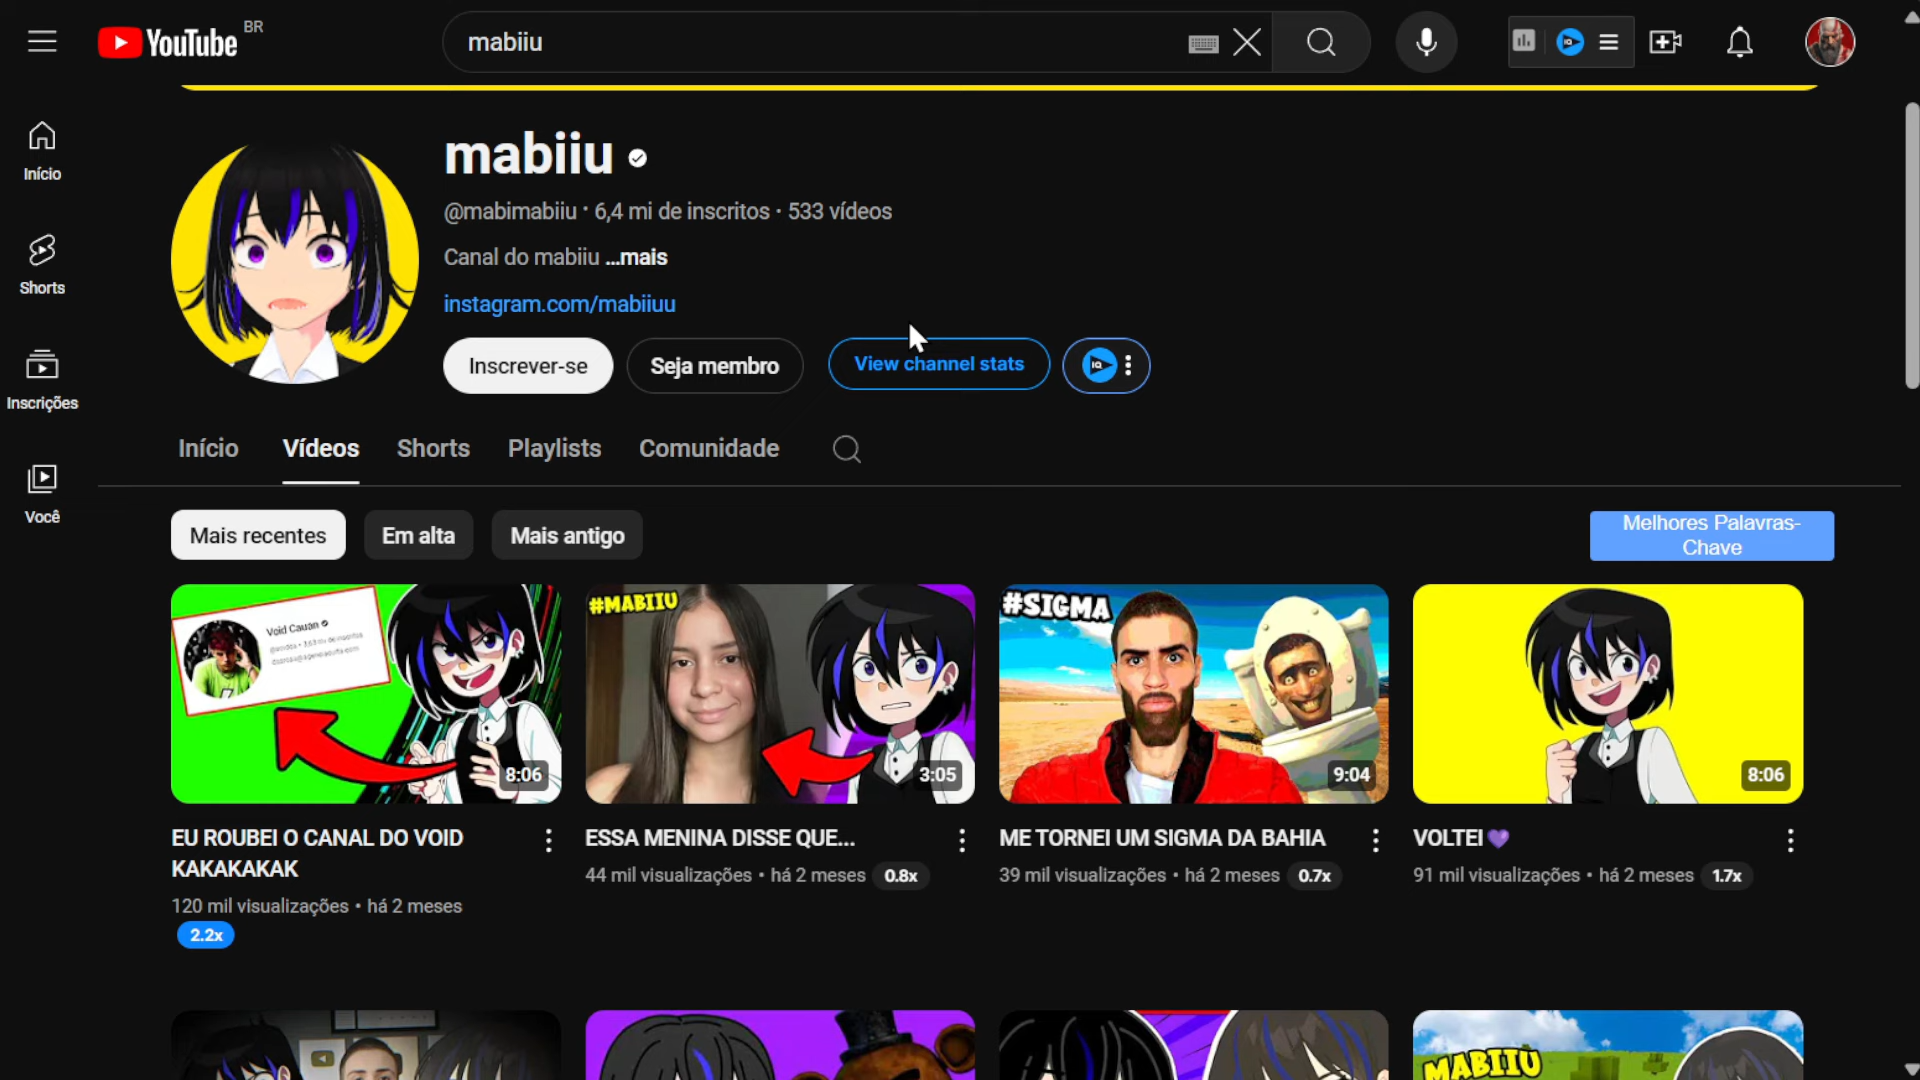 YouTube BR
mabiiu
Início
Shorts
Inscrições
Você
mabiiu
@mabimabiiu • 6,4 mi de inscritos • 533 vídeos
Canal do mabiiu ...mais
instagram.com/mabiiuu
Inscrever-se
Seja membro
View channel stats
IQ
Início
Vídeos
Shorts
Playlists
Comunidade
Mais recentes
Em alta
Mais antigo
Melhores Palavras-
Chave
Void Cauan
8:06
#MABIIU
3:05
#SIGMA
9:04
8:06
EU ROUBEI O CANAL DO VOID
KAKAKAKAK
120 mil visualizações • há 2 meses
2.2x
ESSA MENINA DISSE QUE...
44 mil visualizações • há 2 meses 0.8x
ME TORNEI UM SIGMA DA BAHIA
39 mil visualizações • há 2 meses 0.7x
VOLTEI💜
91 mil visualizações • há 2 meses 1.7x
MABIIU